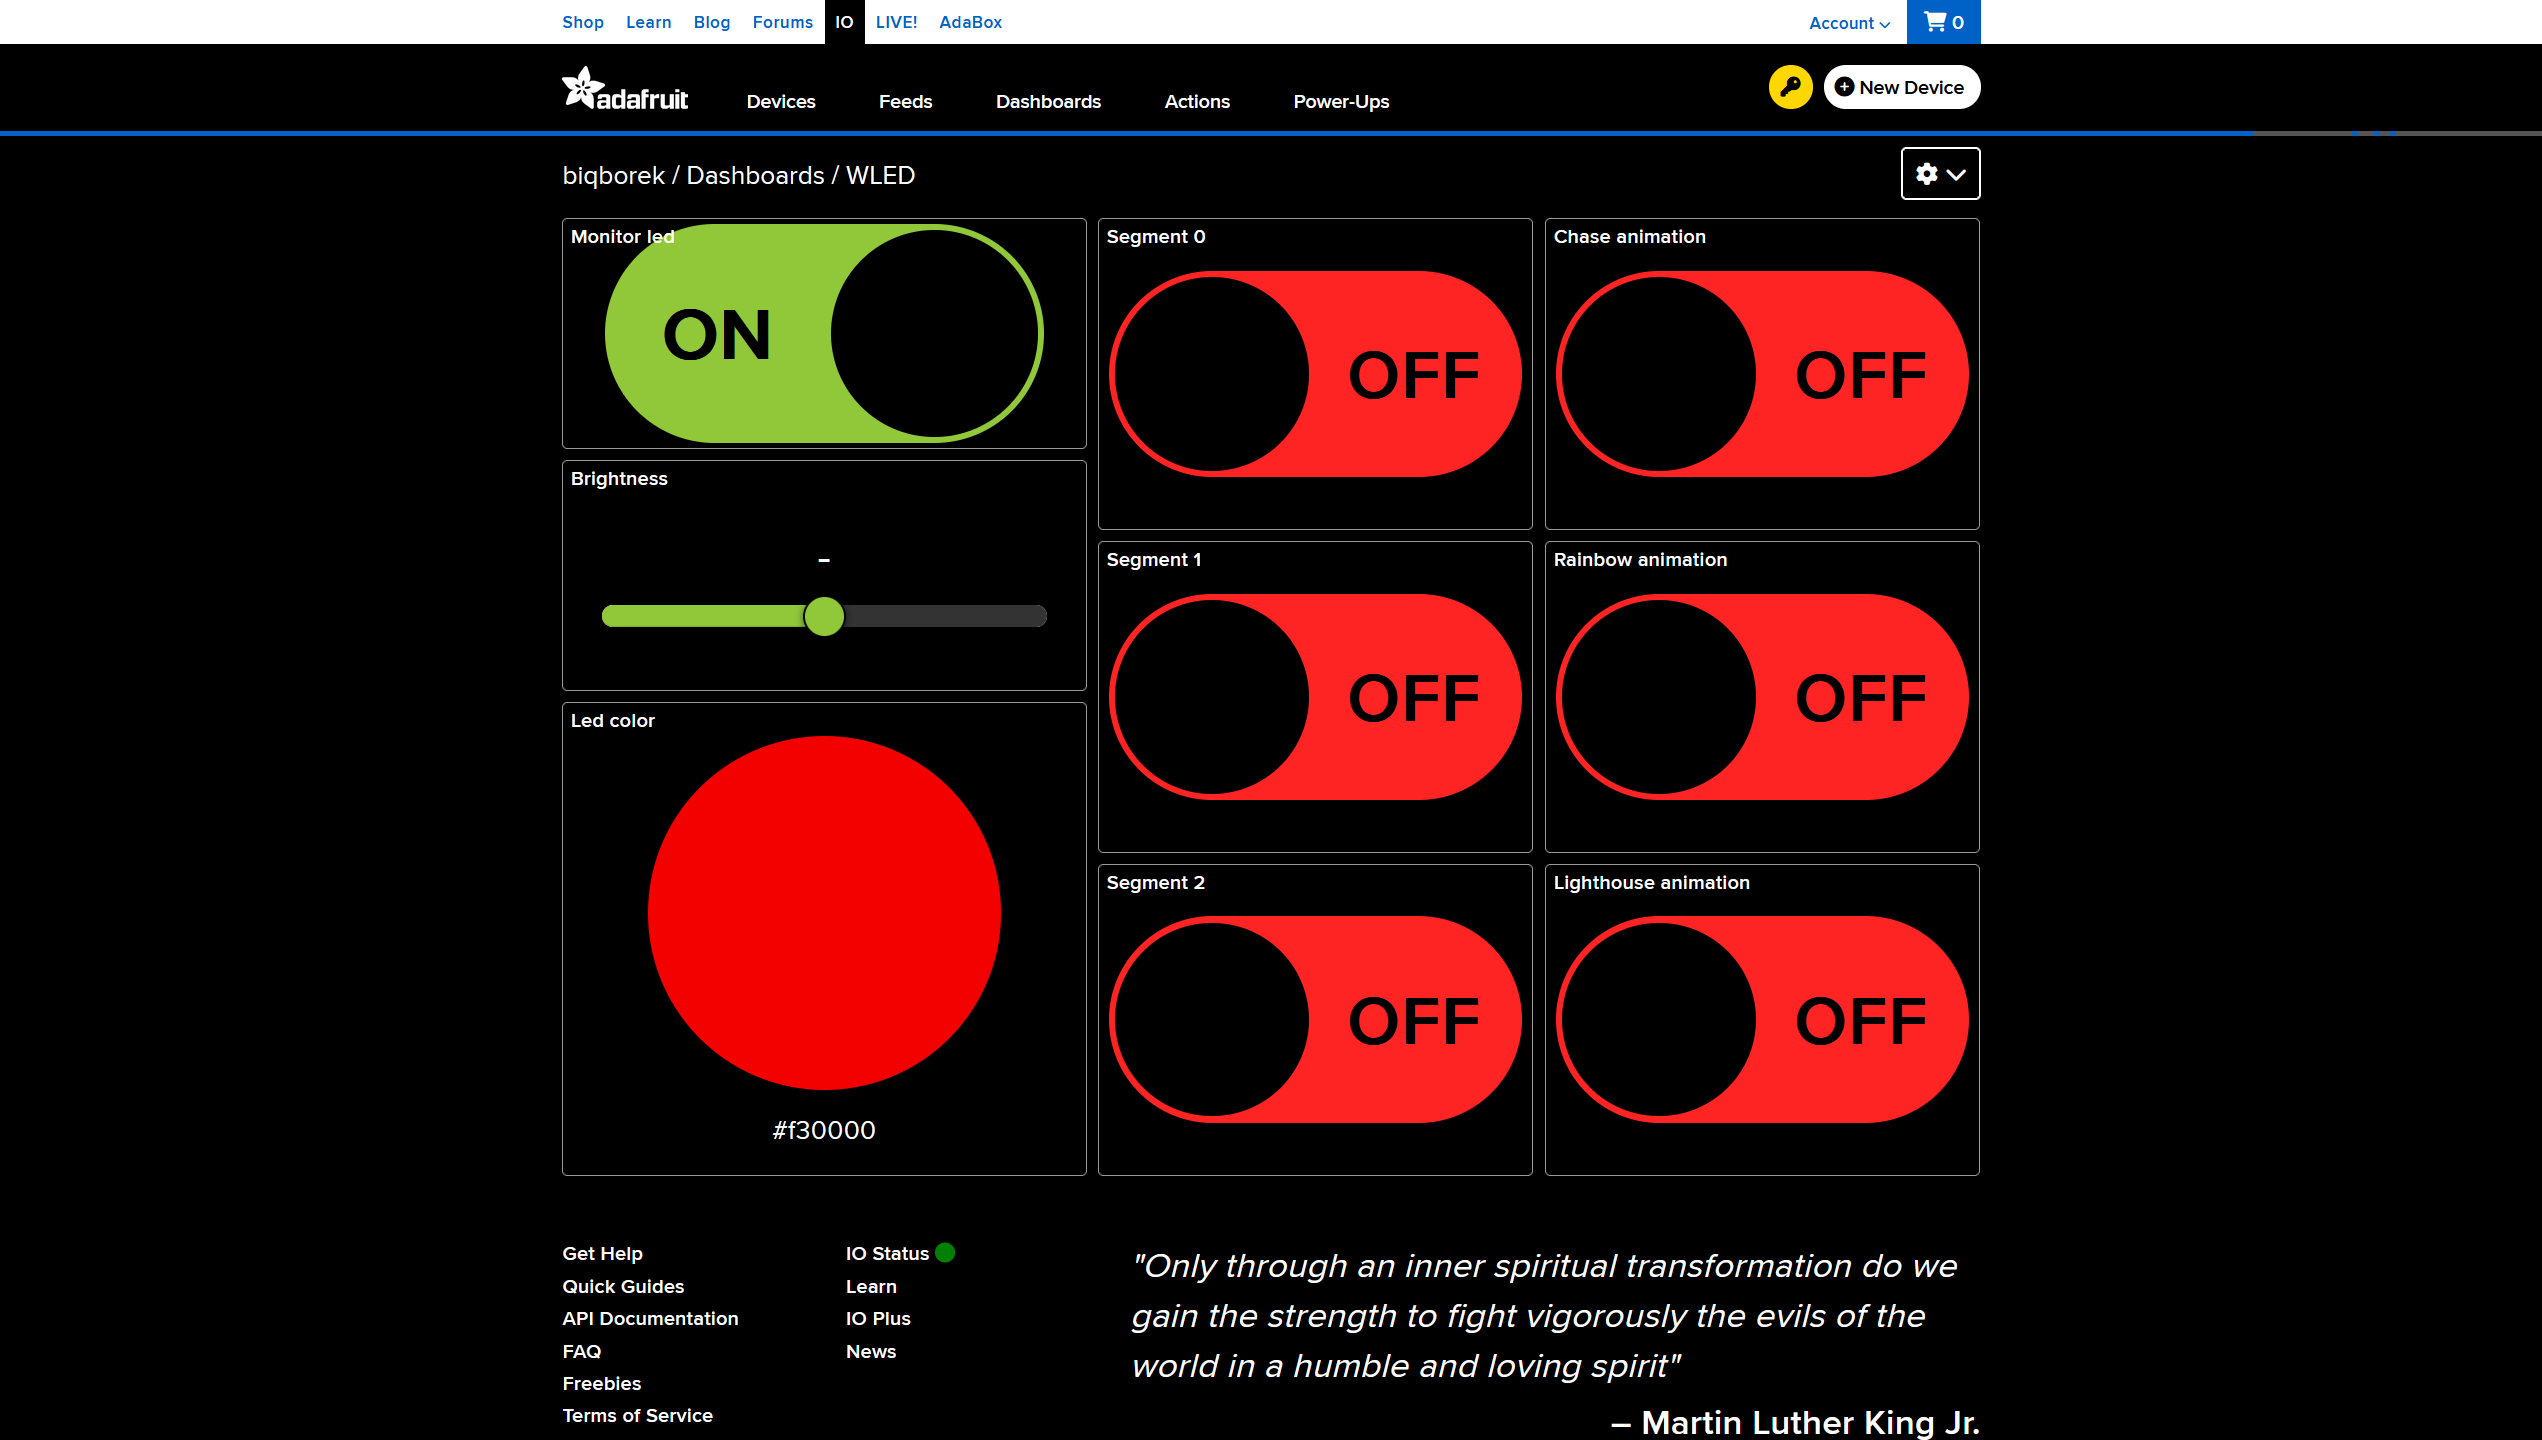 Shop Learn Blog Forums IO LIVE! AdaBox Account 0
adafruit Devices Feeds Dashboards Actions Power-Ups New Device
biqborek / Dashboards / WLED
Monitor led
ON
Segment 0
OFF
Chase animation
OFF
Brightness
–
Segment 1
OFF
Rainbow animation
OFF
Led color
#f30000
Segment 2
OFF
Lighthouse animation
OFF
Get Help
Quick Guides
API Documentation
FAQ
Freebies
Terms of Service
IO Status
Learn
IO Plus
News
"Only through an inner spiritual transformation do we
gain the strength to fight vigorously the evils of the
world in a humble and loving spirit"
– Martin Luther King Jr.